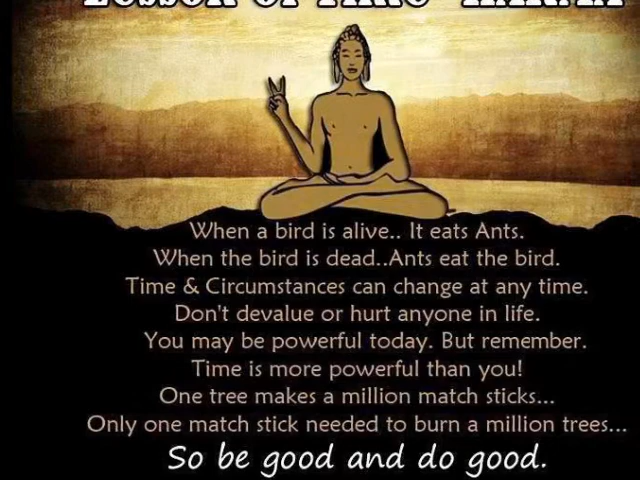 When a bird is alive.. It eats Ants.
When the bird is dead..Ants eat the bird.
Time & Circumstances can change at any time.
Don't devalue or hurt anyone in life.
You may be powerful today. But remember.
Time is more powerful than you!
One tree makes a million match sticks...
Only one match stick needed to burn a million trees...
So be good and do good.